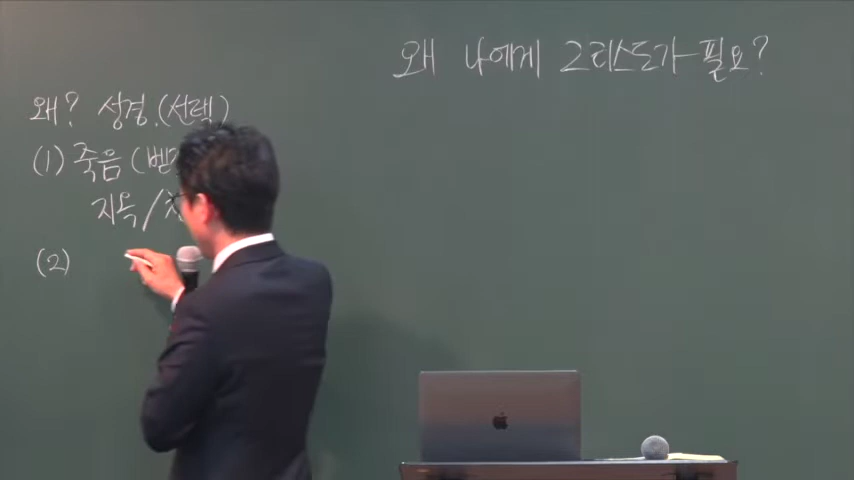 왜 나에게 그리스도가 필요?
왜? 성경.(선택)
(1) 죽음 (벤
지옥/
(2)